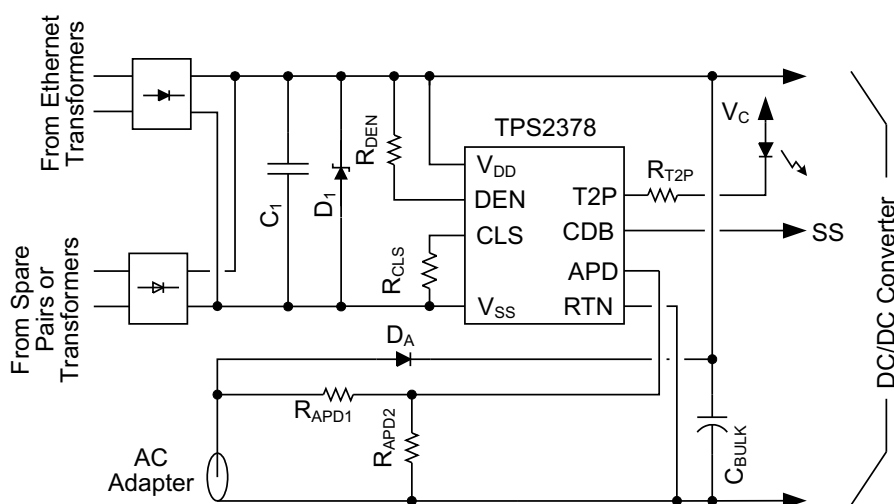 From Ethernet
Transformers
From Spare
Pairs or
Transformers
C1
D1
RDEN
RCLS
TPS2378
VDD
DEN
CLS
VSS
T2P
CDB
APD
RTN
RT2P
VC
SS
DC/DC Converter
DA
RAPD1
RAPD2
CBULK
AC
Adapter